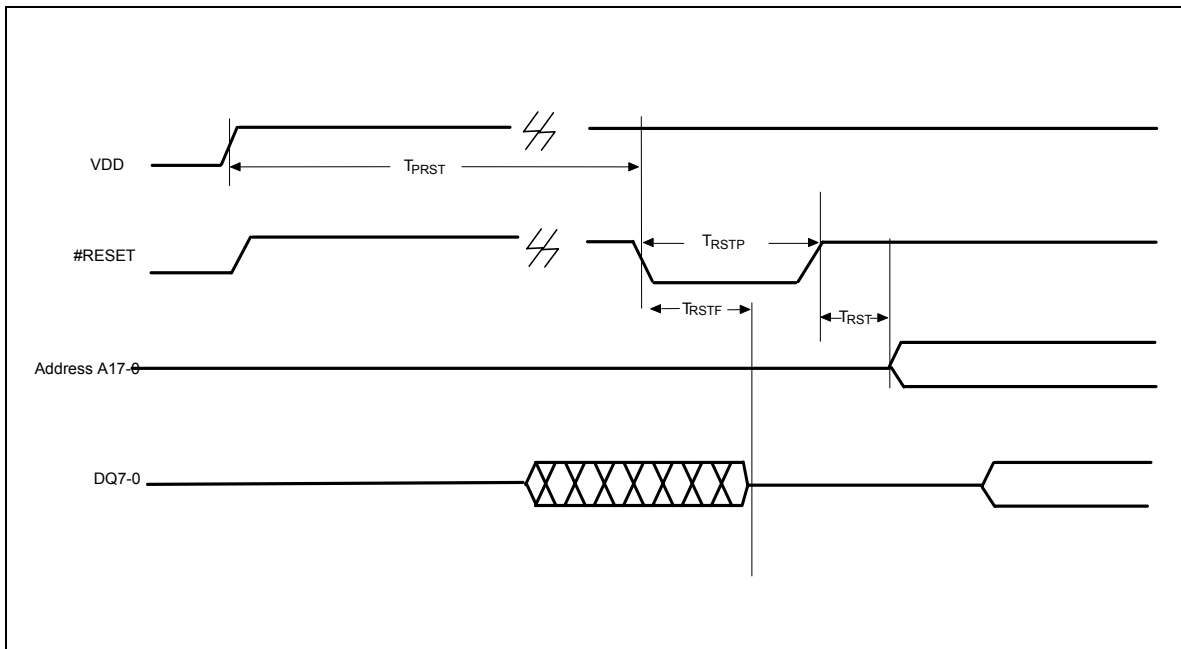 VDD
TPRST
#RESET
TRSTP
TRSTF
TRST
Address A17-0
DQ7-0